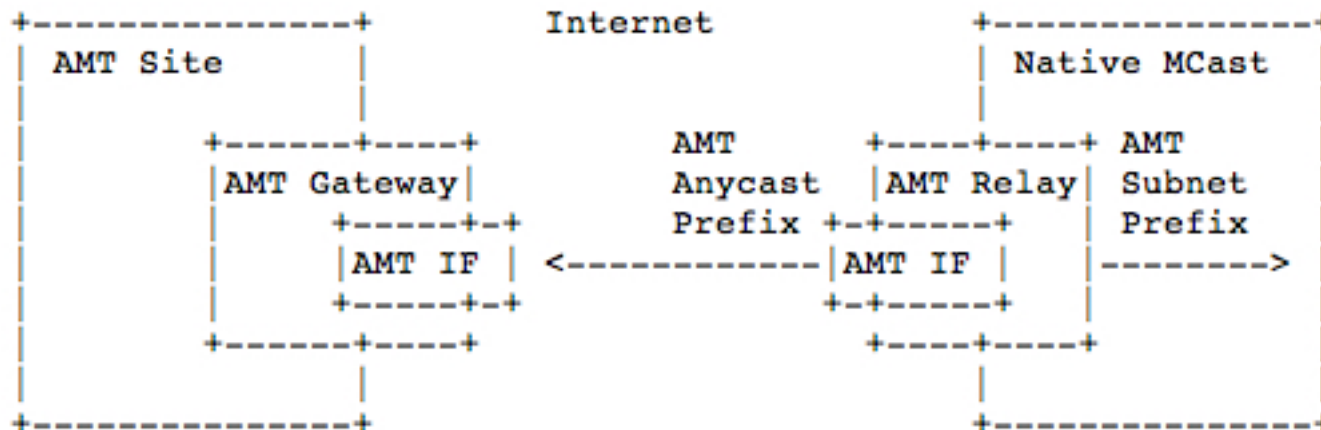 Internet
AMT Site Native MCast
AMT AMT
AMT Gateway Anycast AMT Relay Subnet
Prefix Prefix
AMT IF AMT IF